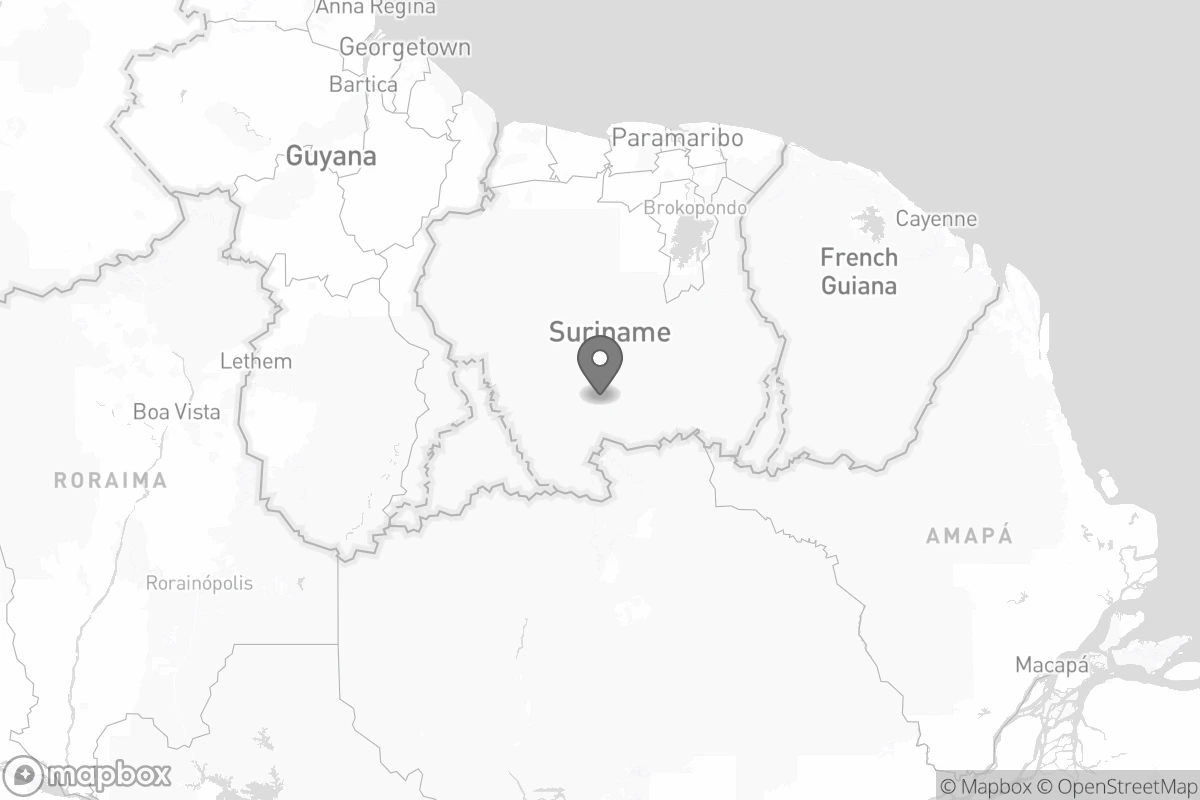 Anna Regina
Georgetown
Bartica
Paramaribo
Guyana
Brokopondo
Cayenne
French
Guiana
Suriname
Lethem
Boa Vista
RORAIMA
AMAPÁ
Rorainópolis
Macapá
mapbox
© Mapbox © OpenStreetMap